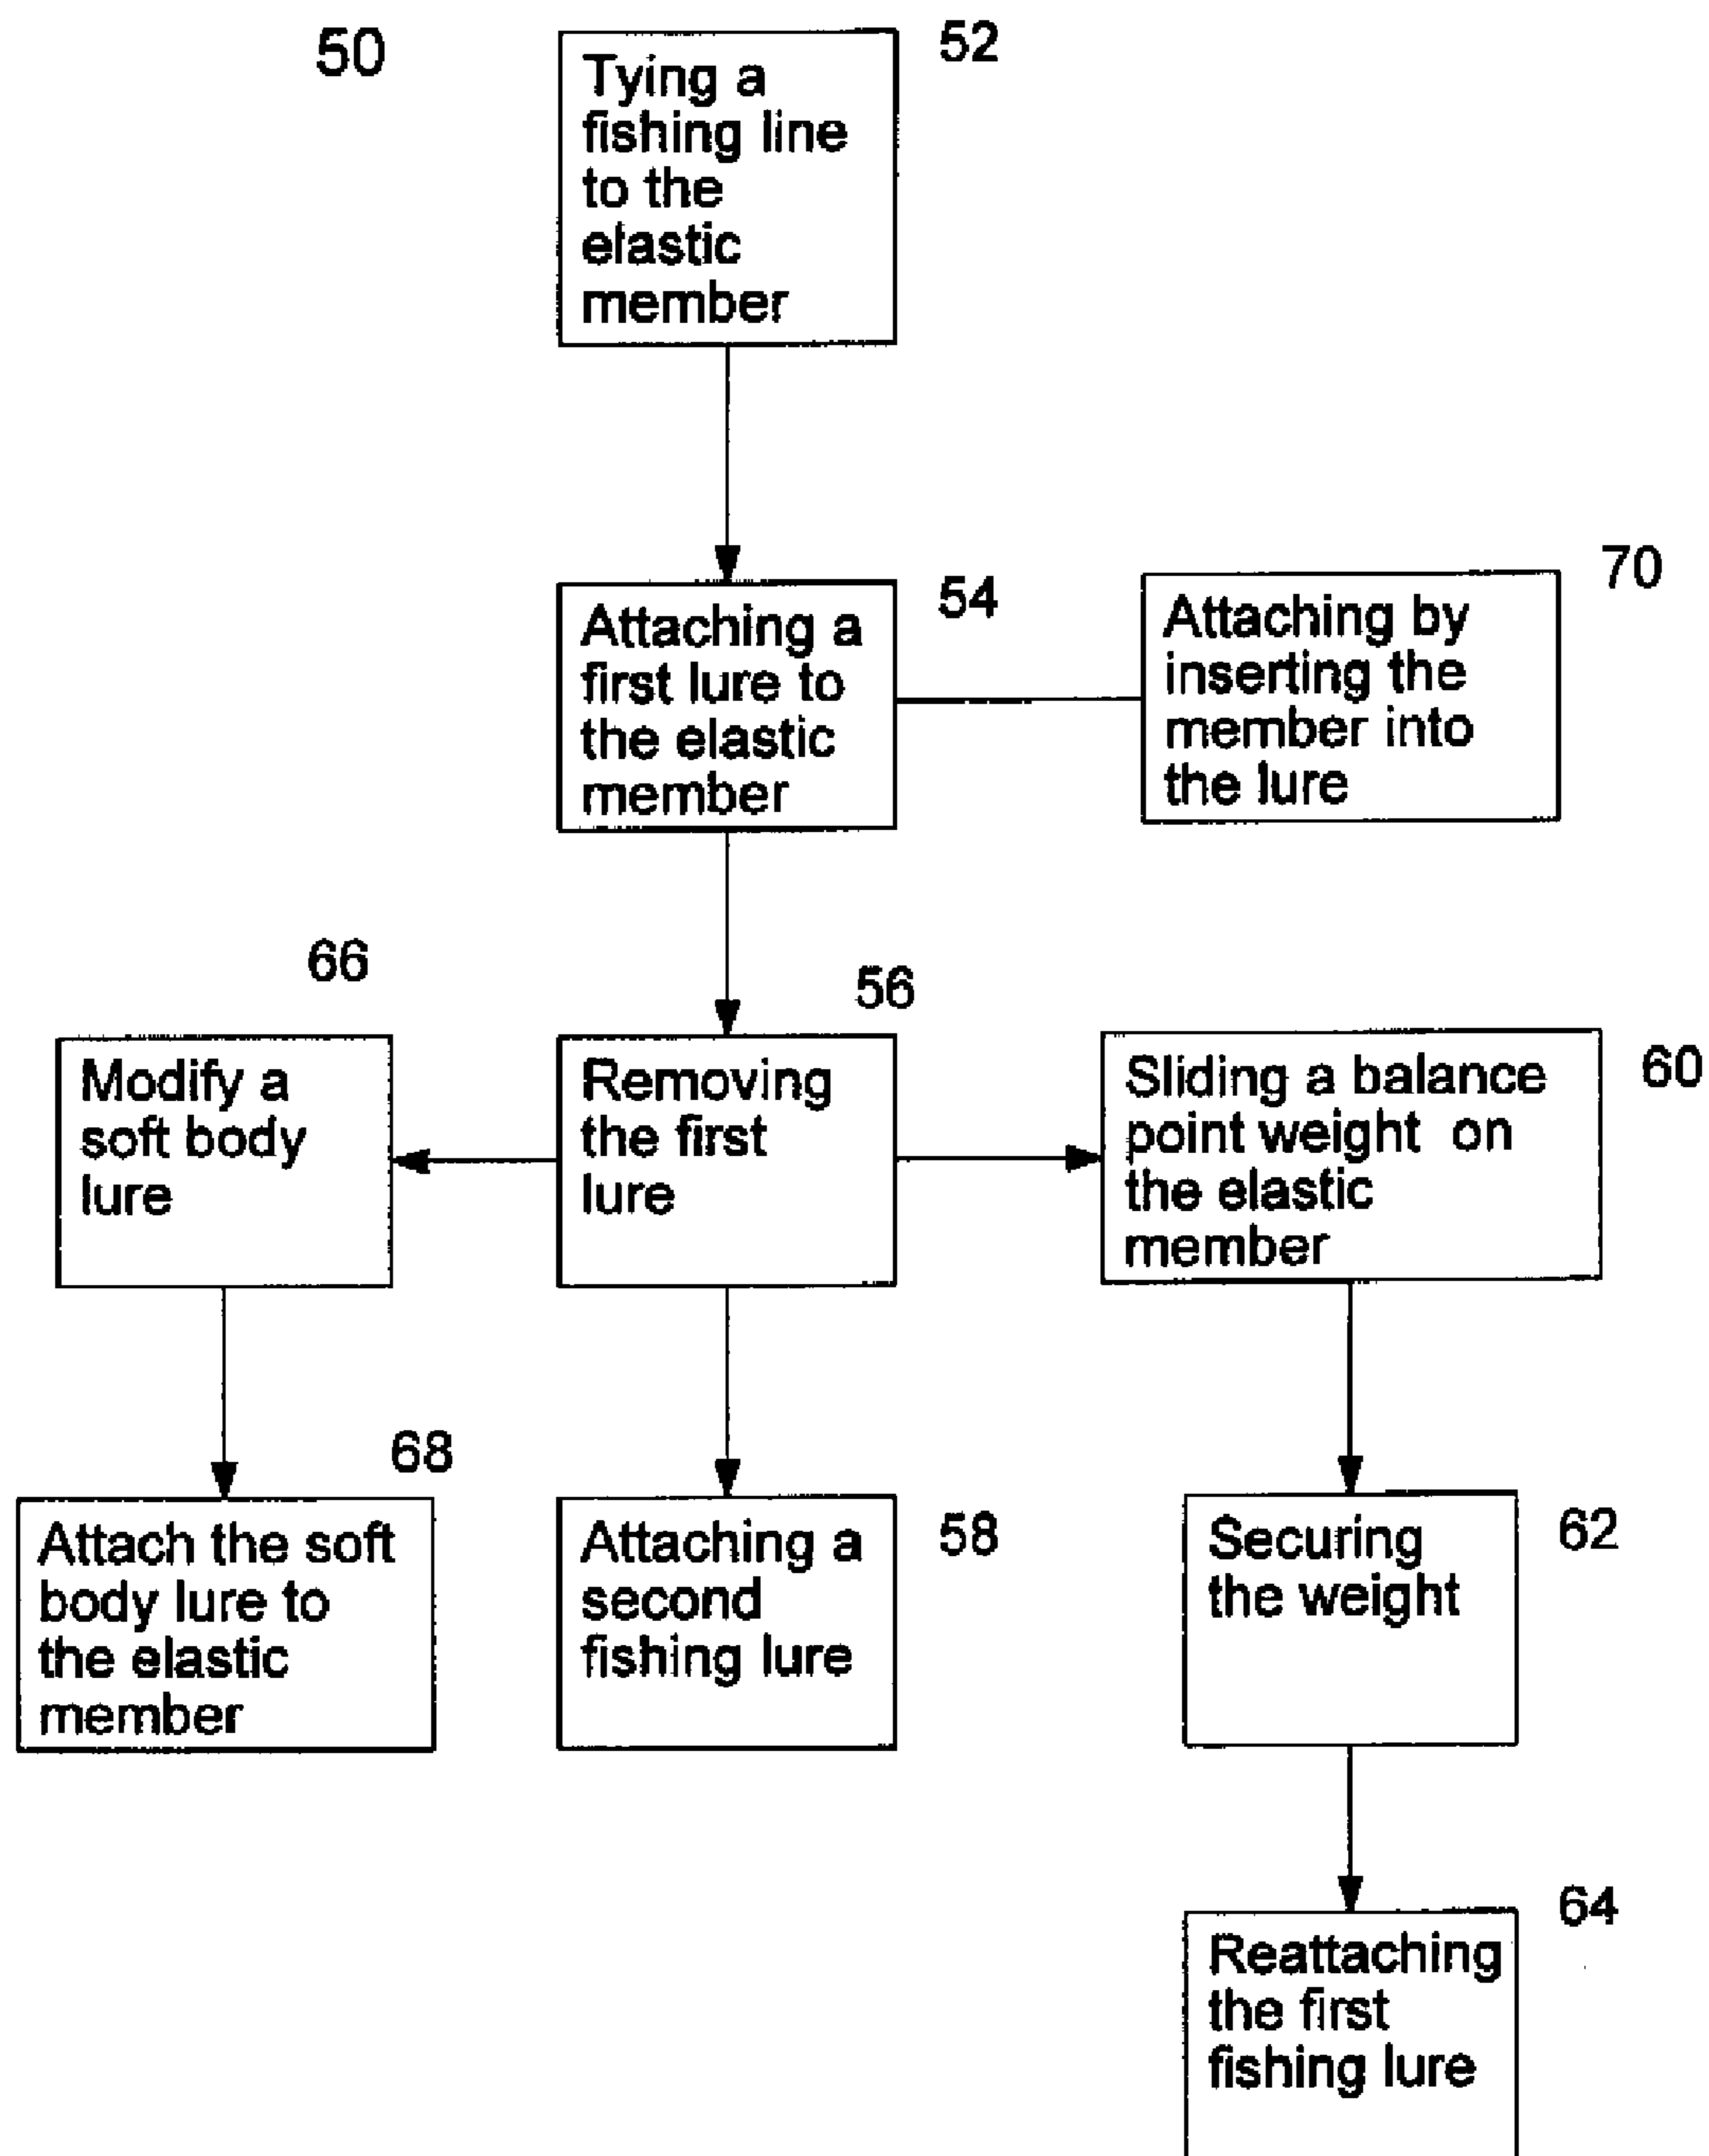 50
52
Tying a
fishing line
to the
elastic
member
54
Attaching a
first lure to
the elastic
member
70
Attaching by
inserting the
member into
the lure
66
Modify a
soft body
lure
56
Removing
the first
lure
60
Sliding a balance
point weight on
the elastic
member
68
Attach the soft
body lure to
the elastic
member
58
Attaching a
second
fishing lure
62
Securing
the weight
64
Reattaching
the first
fishing lure